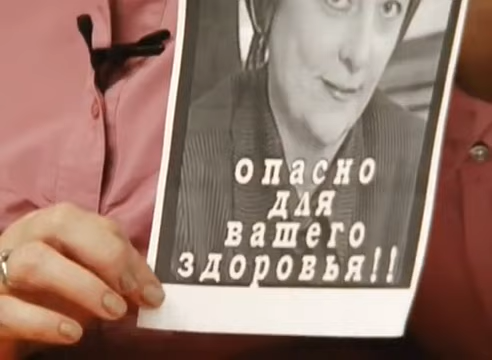 опасно
для
вашего
здоровья!!